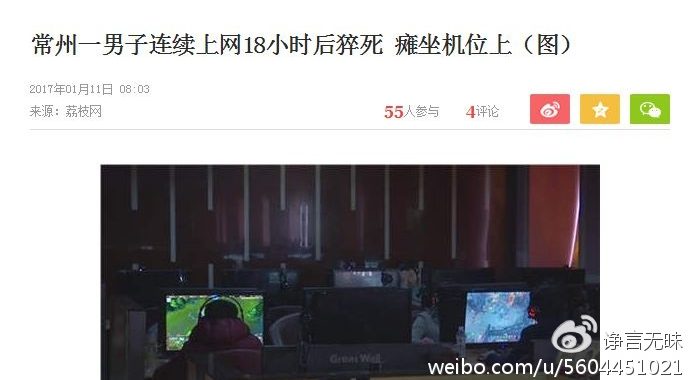 常州一男子连续上网18小时后猝死 瘫坐机位上（图）
2017年01月11日 08:03
来源：荔枝网
55人参与
4评论
Great Wall
诤言无昧
weibo.com/u/5604451021